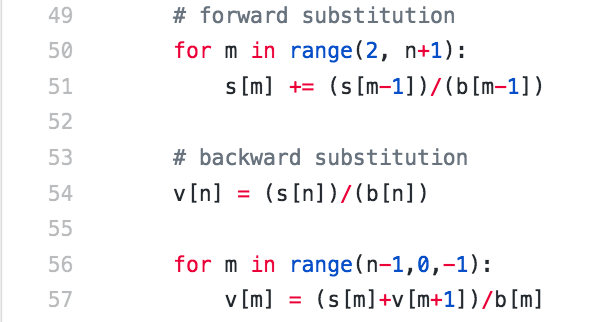 49 # forward substitution
50 for m in range(2, n+1):
51 s[m] += (s[m-1])/(b[m-1])
52
53 # backward substitution
54 v[n] = (s[n])/(b[n])
55
56 for m in range(n-1,0,-1):
57 v[m] = (s[m]+v[m+1])/b[m]